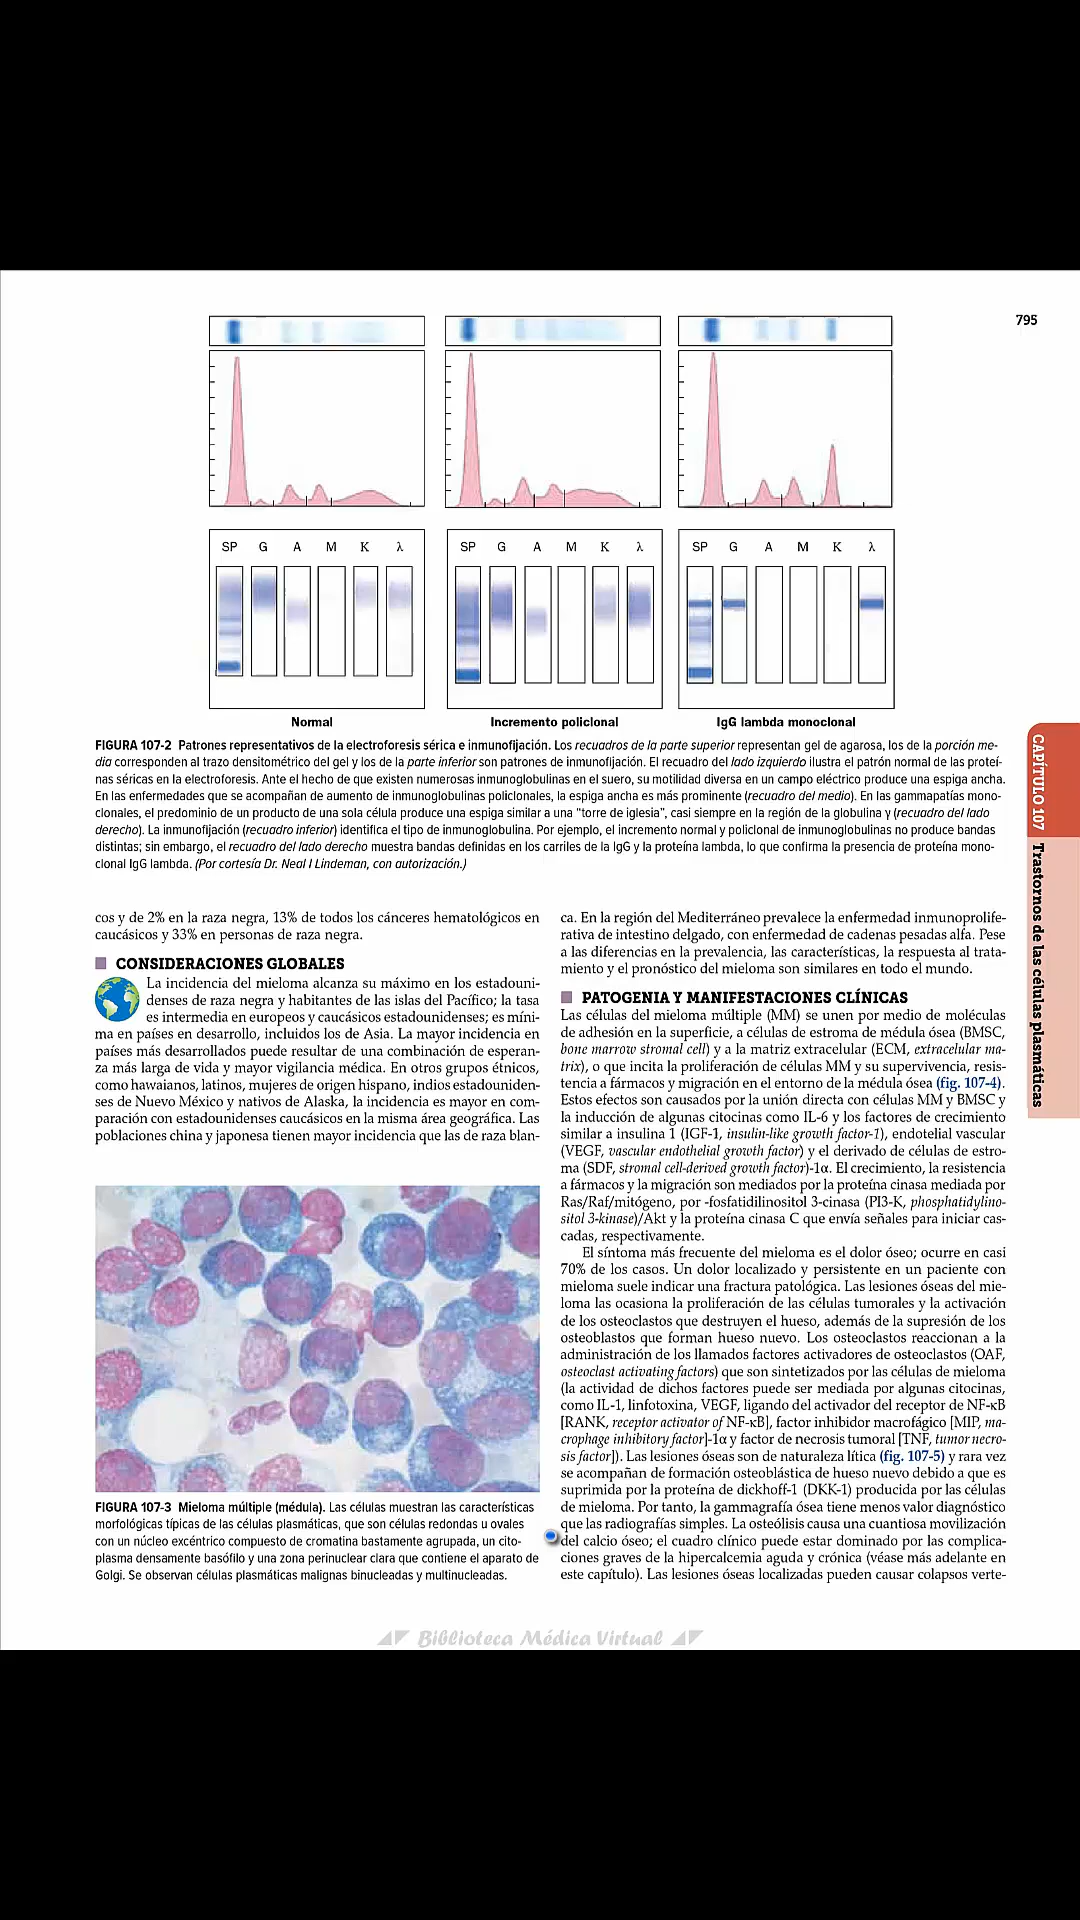 795
SP G A M K λ
SP G A M K λ
SP G A M K λ
Normal
Incremento policlonal
IgG lambda monoclonal
FIGURA 107-2 Patrones representativos de la electroforesis sérica e inmunofijación. Los recuadros de la parte superior representan gel de agarosa, los de la porción me-
dia corresponden al trazo densitométrico del gel y los de la parte inferior son patrones de inmunofijación. El recuadro del lado izquierdo ilustra el patrón normal de las proteí-
nas séricas en la electroforesis. Ante el hecho de que existen numerosas inmunoglobulinas en el suero, su motilidad diversa en un campo eléctrico produce una espiga ancha.
En las enfermedades que se acompañan de aumento de inmunoglobulinas policlonales, la espiga ancha es más prominente (recuadro del medio). En las gammapatías mono-
clonales, el predominio de un producto de una sola célula produce una espiga similar a una "torre de iglesia", casi siempre en la región de la globulina γ (recuadro del lado
derecho). La inmunofijación (recuadro inferior) identifica el tipo de inmunoglobulina. Por ejemplo, el incremento normal y policlonal de inmunoglobulinas no produce bandas
distintas; sin embargo, el recuadro del lado derecho muestra bandas definidas en los carriles de la IgG y la proteína lambda, lo que confirma la presencia de proteína mono-
clonal IgG lambda. (Por cortesía Dr. Neal I Lindeman, con autorización.)
CAPÍTULO 107 Trastornos de las células plasmáticas
cos y de 2% en la raza negra, 13% de todos los cánceres hematológicos en
caucásicos y 33% en personas de raza negra.
CONSIDERACIONES GLOBALES
La incidencia del mieloma alcanza su máximo en los estadouni-
denses de raza negra y habitantes de las islas del Pacífico; la tasa
es intermedia en europeos y caucásicos estadounidenses; es míni-
ma en países en desarrollo, incluidos los de Asia. La mayor incidencia en
países más desarrollados puede resultar de una combinación de esperan-
za más larga de vida y mayor vigilancia médica. En otros grupos étnicos,
como hawaianos, latinos, mujeres de origen hispano, indios estadouniden-
ses de Nuevo México y nativos de Alaska, la incidencia es mayor en com-
paración con estadounidenses caucásicos en la misma área geográfica. Las
poblaciones china y japonesa tienen mayor incidencia que las de raza blan-
FIGURA 107-3 Mieloma múltiple (médula). Las células muestran las características
morfológicas típicas de las células plasmáticas, que son células redondas u ovales
con un núcleo excéntrico compuesto de cromatina bastamente agrupada, un cito-
plasma densamente basófilo y una zona perinuclear clara que contiene el aparato de
Golgi. Se observan células plasmáticas malignas binucleadas y multinucleadas.
ca. En la región del Mediterráneo prevalece la enfermedad inmunoprolife-
rativa de intestino delgado, con enfermedad de cadenas pesadas alfa. Pese
a las diferencias en la prevalencia, las características, la respuesta al trata-
miento y el pronóstico del mieloma son similares en todo el mundo.
PATOGENIA Y MANIFESTACIONES CLÍNICAS
Las células del mieloma múltiple (MM) se unen por medio de moléculas
de adhesión en la superficie, a células de estroma de médula ósea (BMSC,
bone marrow stromal cell) y a la matriz extracelular (ECM, extracelular ma-
trix), o que incita la proliferación de células MM y su supervivencia, resis-
tencia a fármacos y migración en el entorno de la médula ósea (fig. 107-4).
Estos efectos son causados por la unión directa con células MM y BMSC y
la inducción de algunas citocinas como IL-6 y los factores de crecimiento
similar a insulina 1 (IGF-1, insulin-like growth factor-1), endotelial vascular
(VEGF, vascular endothelial growth factor) y el derivado de células de estro-
ma (SDF, stromal cell-derived growth factor)-1α. El crecimiento, la resistencia
a fármacos y la migración son mediados por la proteína cinasa mediada por
Ras/Raf/mitógeno, por -fosfatidilinositol 3-cinasa (PI3-K, phosphatidylino-
sitol 3-kinase)/Akt y la proteína cinasa C que envía señales para iniciar cas-
cadas, respectivamente.
El síntoma más frecuente del mieloma es el dolor óseo; ocurre en casi
70% de los casos. Un dolor localizado y persistente en un paciente con
mieloma suele indicar una fractura patológica. Las lesiones óseas del mie-
loma las ocasiona la proliferación de las células tumorales y la activación
de los osteoclastos que destruyen el hueso, además de la supresión de los
osteoblastos que forman hueso nuevo. Los osteoclastos reaccionan a la
administración de los llamados factores activadores de osteoclastos (OAF,
osteoclast activating factors) que son sintetizados por las células de mieloma
(la actividad de dichos factores puede ser mediada por algunas citocinas,
como IL-1, linfotoxina, VEGF, ligando del activador del receptor de NF-κB
[RANK, receptor activator of NF-κB], factor inhibidor macrofágico [MIP, ma-
crophage inhibitory factor]-1α y factor de necrosis tumoral [TNF, tumor necro-
sis factor]). Las lesiones óseas son de naturaleza lítica (fig. 107-5) y rara vez
se acompañan de formación osteoblástica de hueso nuevo debido a que es
suprimida por la proteína de dickhoff-1 (DKK-1) producida por las células
de mieloma. Por tanto, la gammagrafía ósea tiene menos valor diagnóstico
que las radiografías simples. La osteólisis causa una cuantiosa movilización
del calcio óseo; el cuadro clínico puede estar dominado por las complica-
ciones graves de la hipercalcemia aguda y crónica (véase más adelante en
este capítulo). Las lesiones óseas localizadas pueden causar colapsos verte-
Biblioteca Médica Virtual